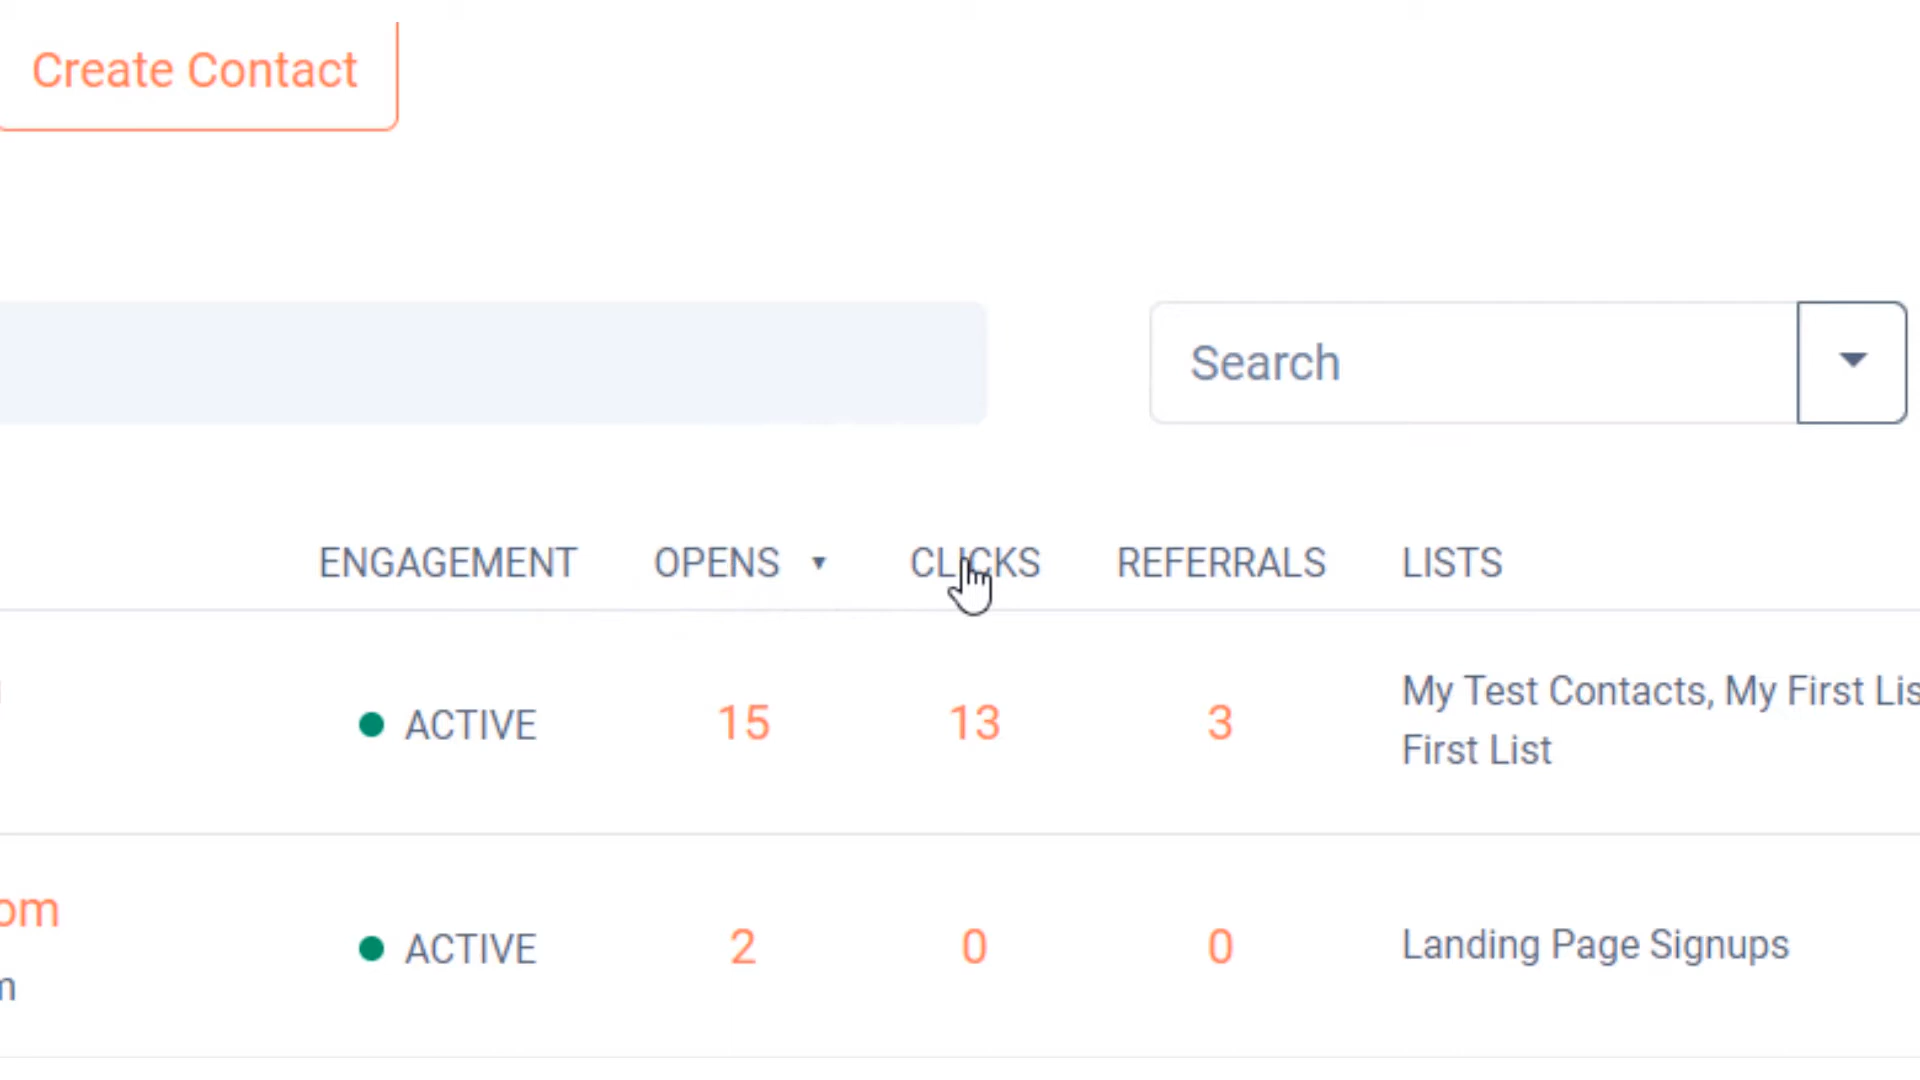 Create Contact
Search
ENGAGEMENT OPENS CLICKS REFERRALS LISTS
ACTIVE 15 13 3 My Test Contacts, My First Lis
First List
om
ACTIVE 2 0 0 Landing Page Signups
m